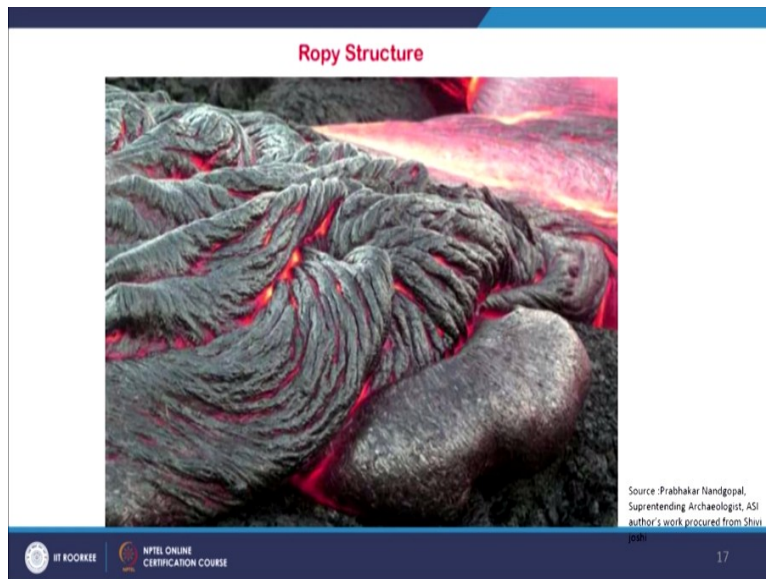 Ropy Structure
Source :Prabhakar Nandgopal,
Suprentending Archaeologist, ASI
author's work procured from Shivi
joshi
IIT ROORKEE
NPTEL ONLINE
CERTIFICATION COURSE
17